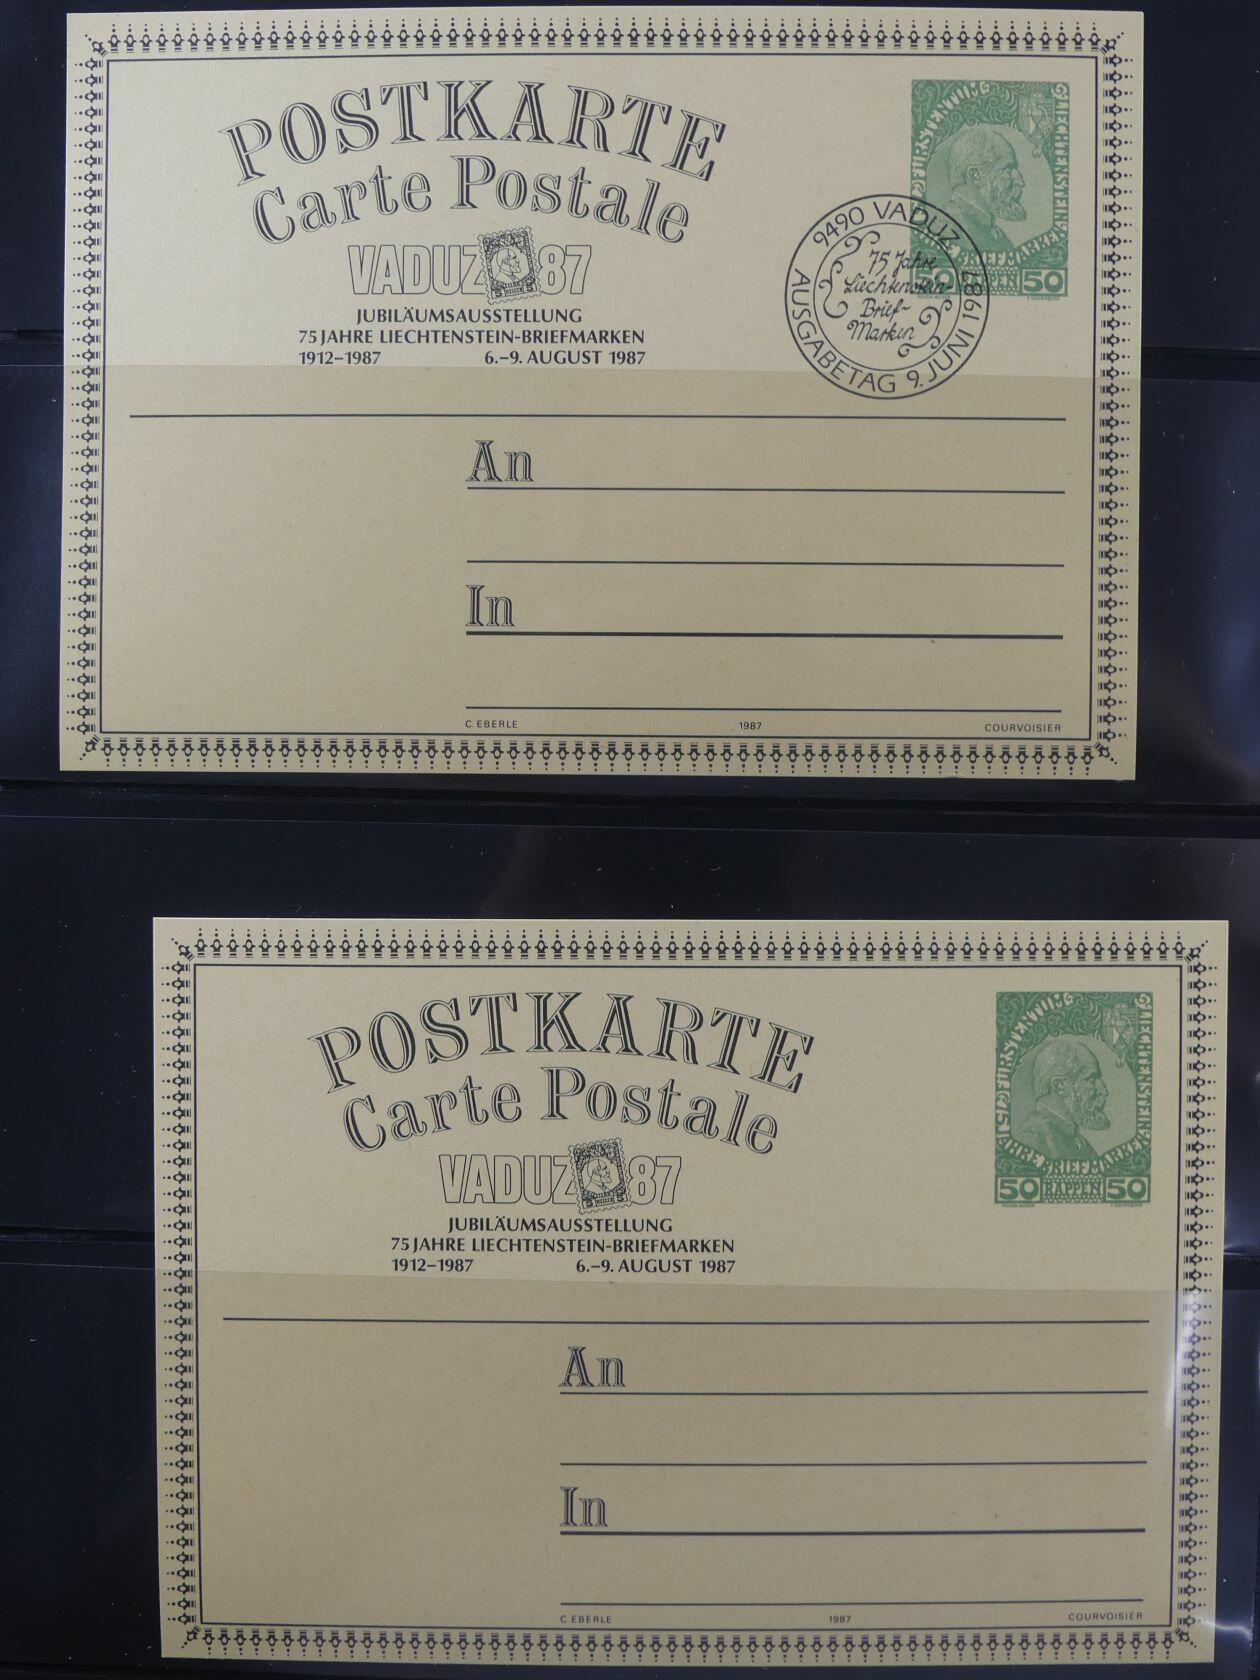 POSTKARTE
Carte Postale
VADUZ 87
JUBILÄUMSAUSSTELLUNG
75 JAHRE LIECHTENSTEIN-BRIEFMARKEN
1912–1987 6.–9. AUGUST 1987
50 RAPPEN 50
9490 VADUZ
75 Jahre
Liechtenstein-
Brief-
Marken
AUSGABETAG 9. JUNI 1987
An
In
C. EBERLE 1987 COURVOISIER
POSTKARTE
Carte Postale
VADUZ 87
JUBILÄUMSAUSSTELLUNG
75 JAHRE LIECHTENSTEIN-BRIEFMARKEN
1912–1987 6.–9. AUGUST 1987
50 RAPPEN 50
An
In
C. EBERLE 1987 COURVOISIER